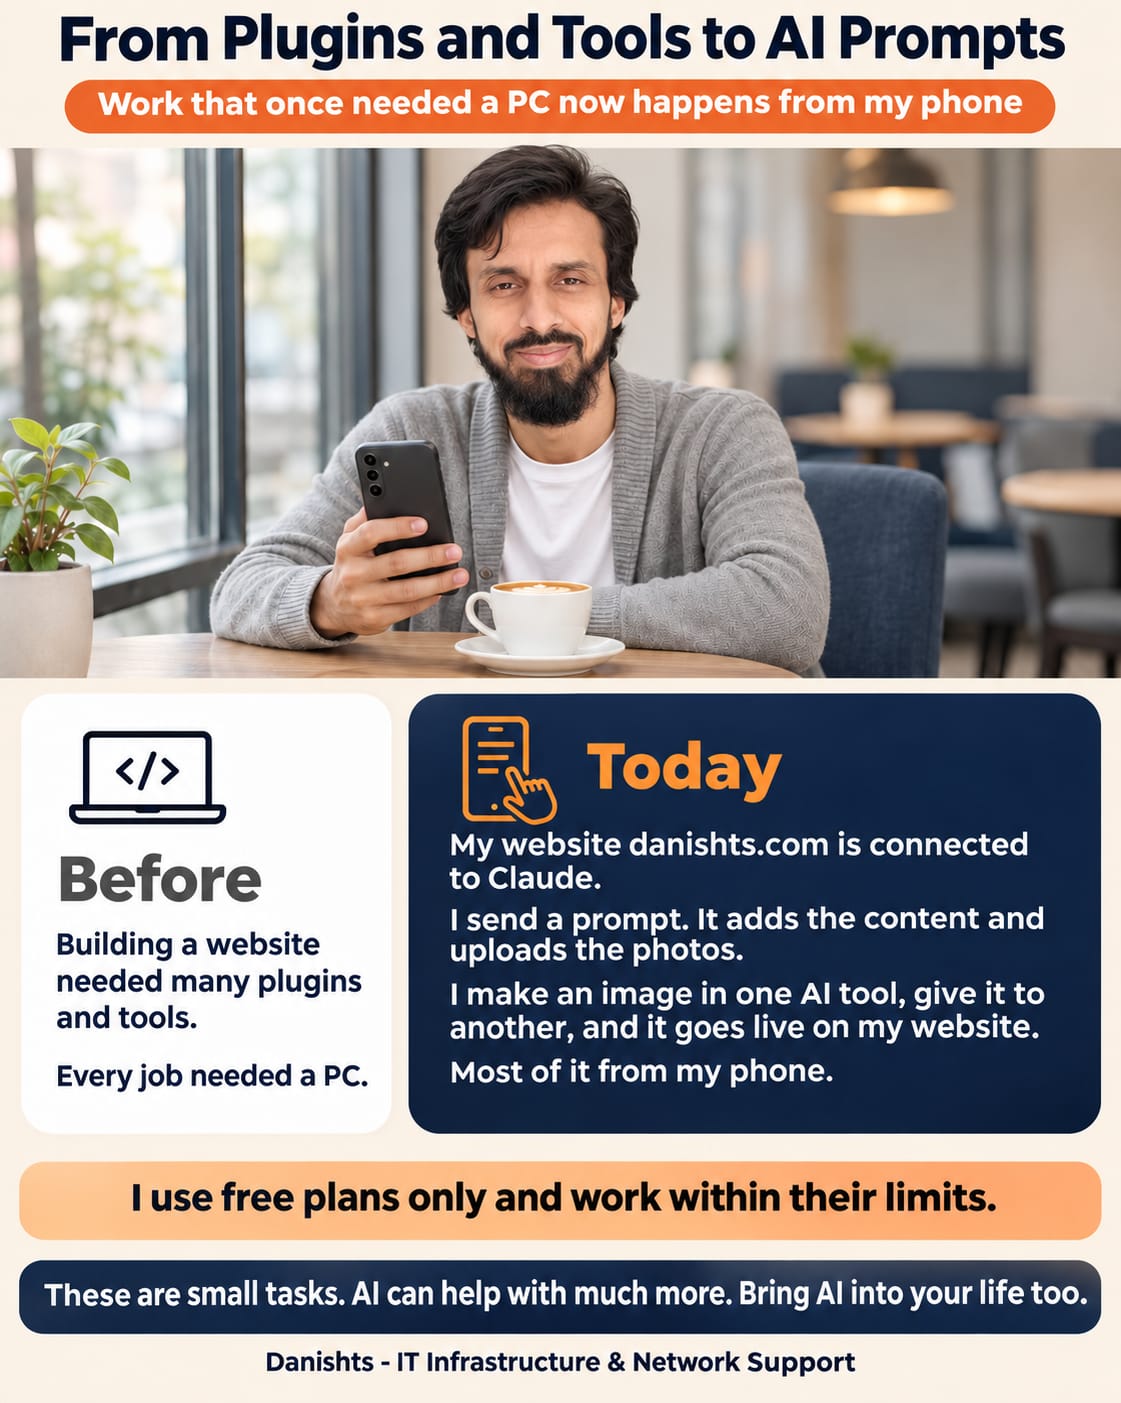 From Plugins and Tools to AI Prompts
Work that once needed a PC now happens from my phone
</>
Before
Building a website
needed many plugins
and tools.
Every job needed a PC.
Today
My website danishts.com is connected
to Claude.
I send a prompt. It adds the content and
uploads the photos.
I make an image in one AI tool, give it to
another, and it goes live on my website.
Most of it from my phone.
I use free plans only and work within their limits.
These are small tasks. AI can help with much more. Bring AI into your life too.
Danishts - IT Infrastructure & Network Support